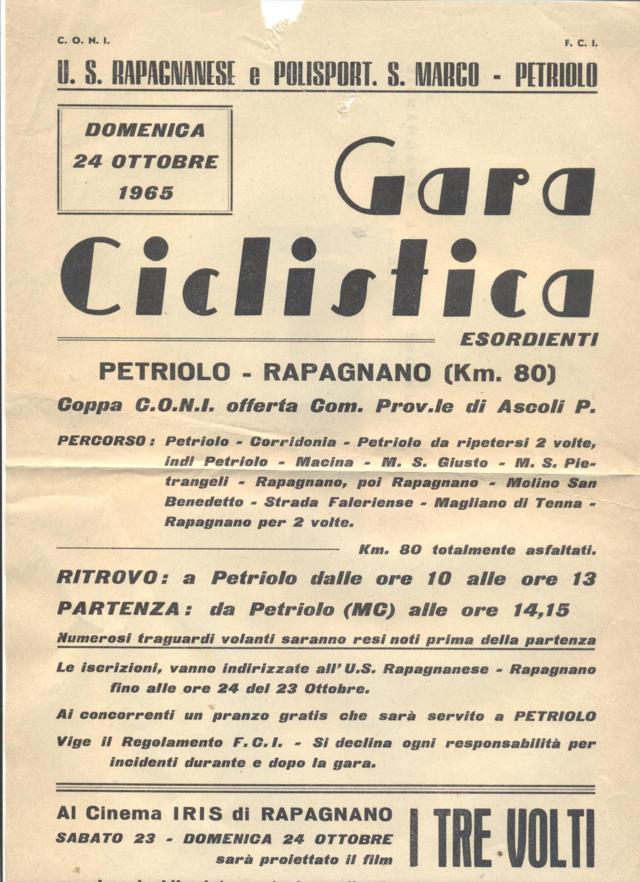 C. O. N. I.
F. C. I.
U. S. RAPAGNANESE e POLISPORT. S. MARCO - PETRIOLO
DOMENICA
24 OTTOBRE
1965
Gara
Ciclistica
ESORDIENTI
PETRIOLO - RAPAGNANO (Km. 80)
Coppa C.O.N.I. offerta Com. Prov.le di Ascoli P.
PERCORSO : Petriolo - Corridonia - Petriolo da ripetersi 2 volte,
indi Petriolo - Macina - M. S. Giusto - M. S. Pie-
trangeli - Rapagnano, poi Rapagnano - Molino San
Benedetto - Strada Faleriense - Magliano di Tenna -
Rapagnano per 2 volte.
Km. 80 totalmente asfaltati.
RITROVO : a Petriolo dalle ore 10 alle ore 13
PARTENZA : da Petriolo (MC) alle ore 14,15
Numerosi traguardi volanti saranno resi noti prima della partenza
Le iscrizioni, vanno indirizzate all'U.S. Rapagnanese - Rapagnano
fino alle ore 24 del 23 Ottobre.
Ai concorrenti un pranzo gratis che sarà servito a PETRIOLO
Vige il Regolamento F.C.I. - Si declina ogni responsabilità per
incidenti durante e dopo la gara.
Al Cinema IRIS di RAPAGNANO
SABATO 23 - DOMENICA 24 OTTOBRE
sarà proiettato il film
I TRE VOLTI